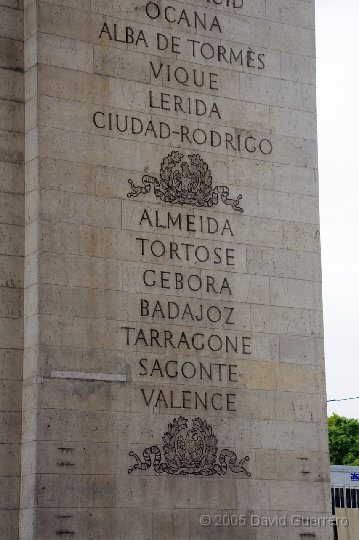 OCANA
ALBA DE TORMÈS
VIQUE
LERIDA
CIUDAD-RODRIGO
ALMEIDA
TORTOSE
GEBORA
BADAJOZ
TARRAGONE
SAGONTE
VALENCE
© 2005 David Guerrero